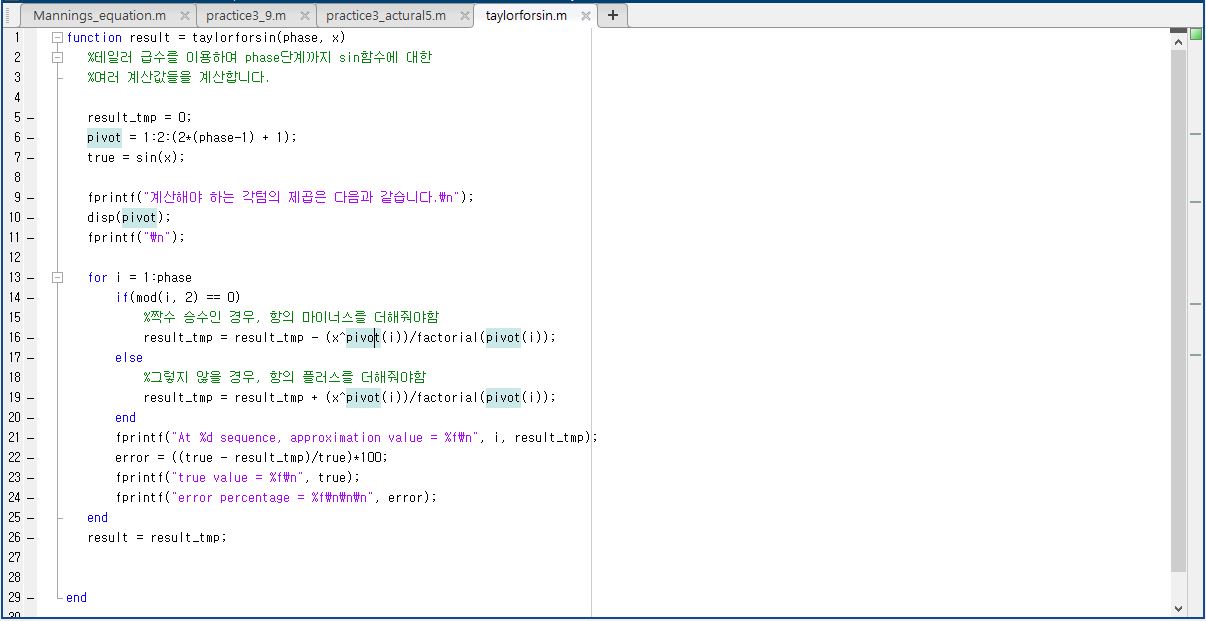 Mannings_equation.m × practice3_9.m × practice3_actural5.m × taylorforsin.m × +
1 function result = taylorforsin(phase, x)
2 %테일러 급수를 이용하여 phase단계까지 sin함수에 대한
3 %여러 계산값들을 계산합니다.
4
5 – result_tmp = 0;
6 – pivot = 1:2:(2*(phase-1) + 1);
7 – true = sin(x);
8
9 – fprintf("계산해야 하는 각텀의 제곱은 다음과 같습니다.₩n");
10 – disp(pivot);
11 – fprintf("₩n");
12
13 – for i = 1:phase
14 – if(mod(i, 2) == 0)
15 %짝수 승수인 경우, 항의 마이너스를 더해줘야함
16 – result_tmp = result_tmp - (x^pivot(i))/factorial(pivot(i));
17 – else
18 %그렇지 않을 경우, 항의 플러스를 더해줘야함
19 – result_tmp = result_tmp + (x^pivot(i))/factorial(pivot(i));
20 – end
21 – fprintf("At %d sequence, approximation value = %f₩n", i, result_tmp);
22 – error = ((true - result_tmp)/true)*100;
23 – fprintf("true value = %f₩n", true);
24 – fprintf("error percentage = %f₩n₩n₩n", error);
25 – end
26 – result = result_tmp;
27
28
29 – end
30